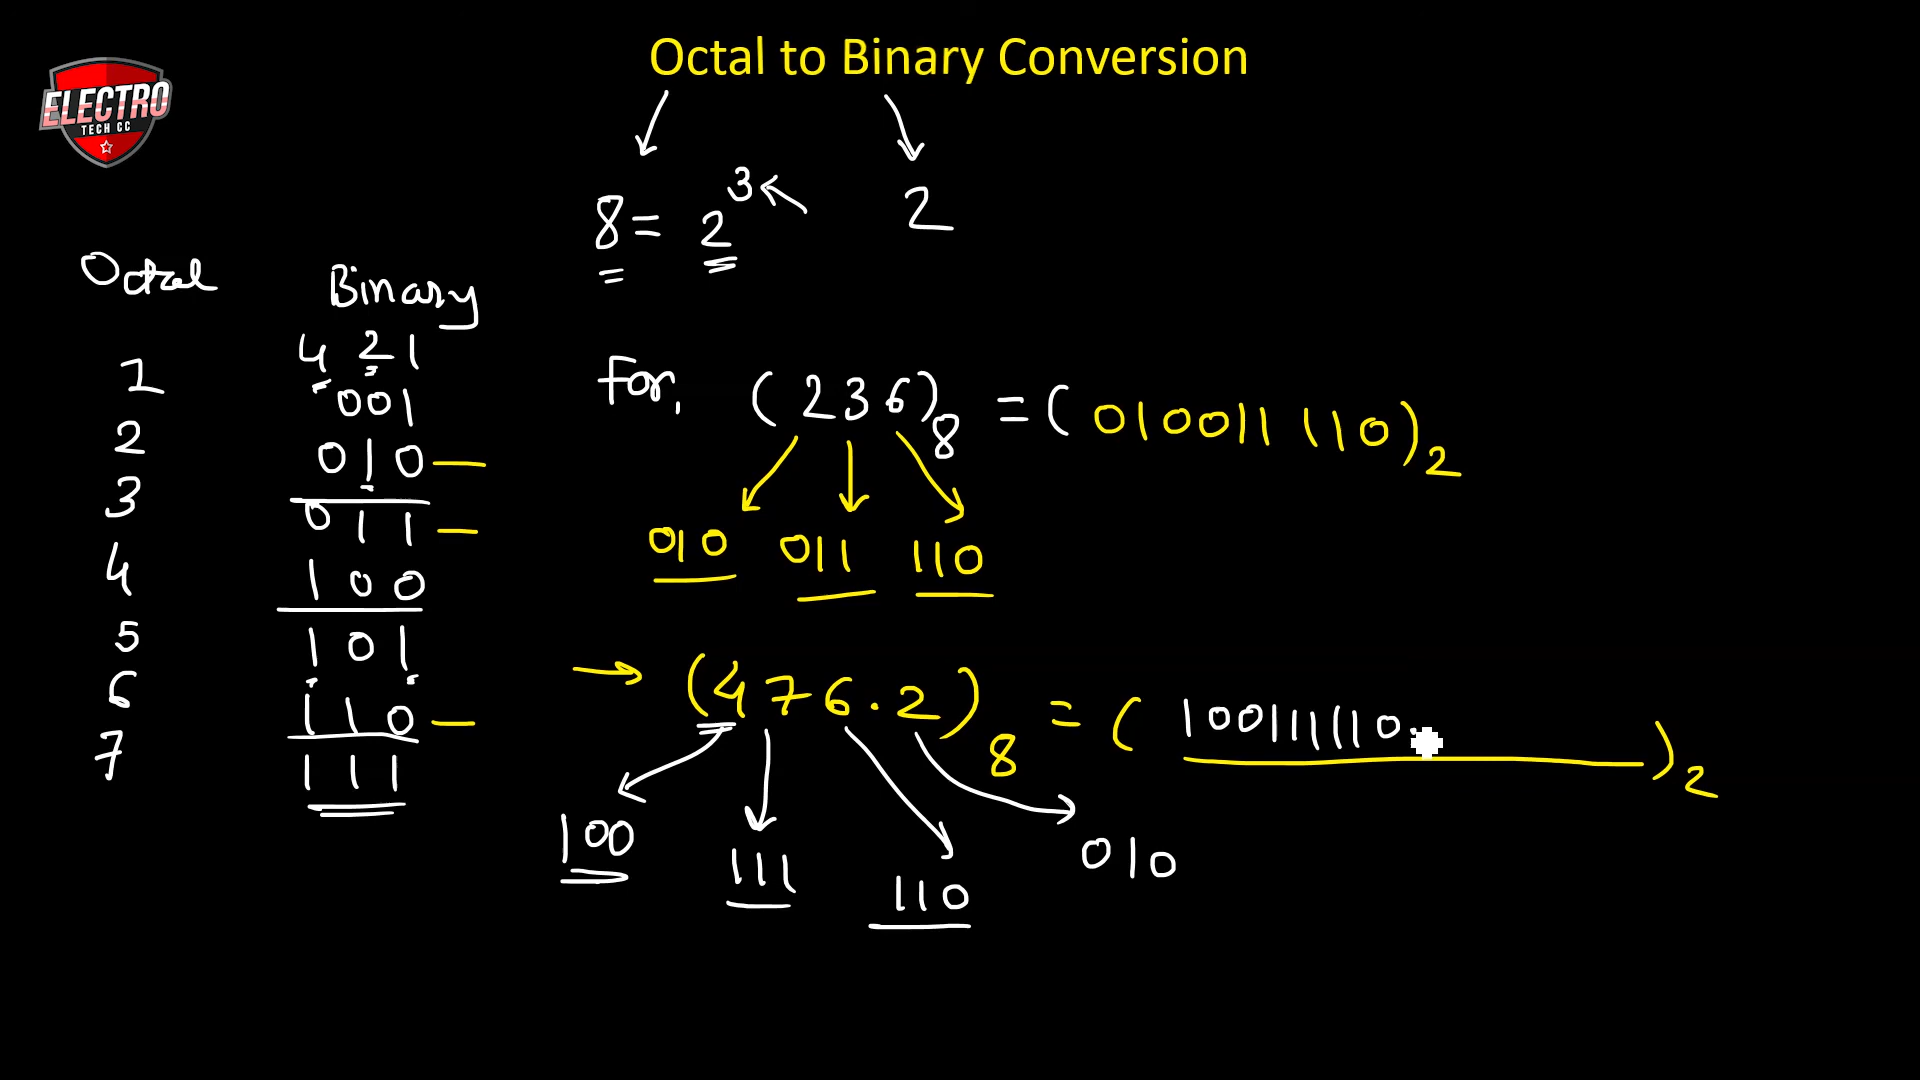 Octal to Binary Conversion
ELECTRO
TECH CC
8 = 2^3 2
Octal Binary
4 2 1
1 001
2 010
3 011
4 100
5 101
6 110
7 111
For, (236)8 = (010011110)2
010 011 110
(476.2)8 = (100111110. )2
100 111 110 010